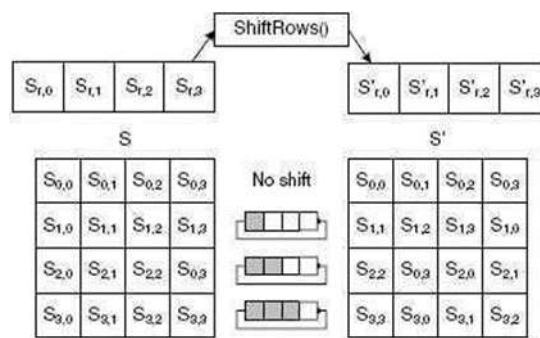 ShiftRows()
Sr,0 Sr,1 Sr,2 Sr,3 S'r,0 S'r,1 S'r,2 S'r,3
S S'
S0,0 S0,1 S0,2 S0,3 No shift S0,0 S0,1 S0,2 S0,3
S1,0 S1,1 S1,2 S1,3 S1,1 S1,2 S1,3 S1,0
S2,0 S2,1 S2,2 S0,3 S2,2 S0,3 S2,0 S2,1
S3,0 S3,1 S3,2 S3,3 S3,3 S3,0 S3,1 S3,2